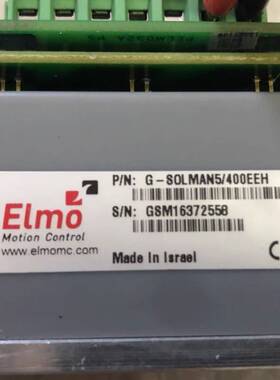 P/N: G-SOLMAN5/400EEH
Elmo
Motion Control
www.elmomc.com
S/N: GSM16372558
Made In Israel